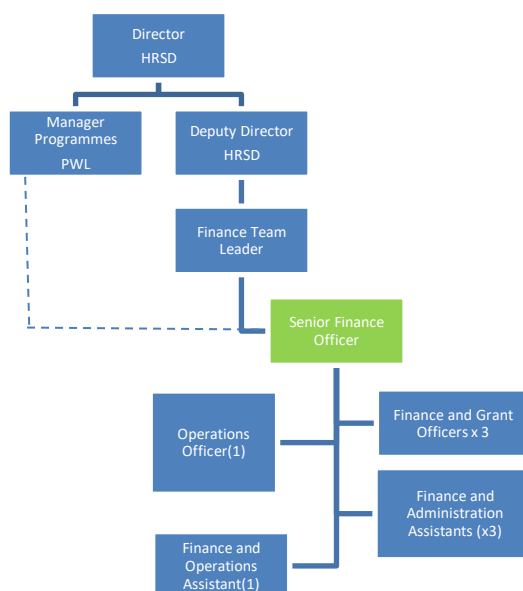 Director
HRSD
Manager
Programmes
PWL
Deputy Director
HRSD
Finance Team
Leader
Senior Finance
Officer
Operations
Officer(1)
Finance and Grant
Officers x 3
Finance and
Administration
Assistants (x3)
Finance and
Operations
Assistant(1)